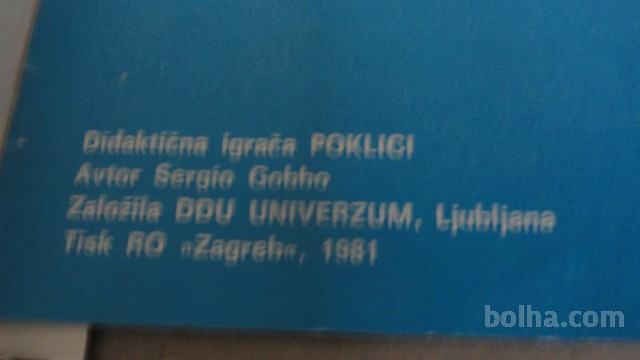 Didaktična igrača POKLICI
Avtor Sergio Gobbo
Založila DDU UNIVERZUM, Ljubljana
Tisk RO »Zagreb«, 1981
bolha.com